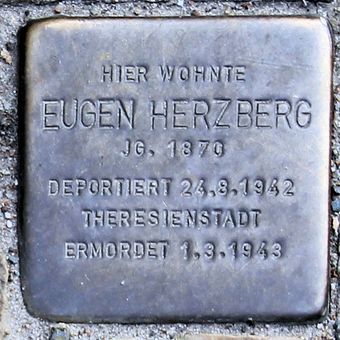 HIER WOHNTE
EUGEN HERZBERG
JG. 1870
DEPORTIERT 24.8.1942
THERESIENSTADT
ERMORDET 1.3.1943